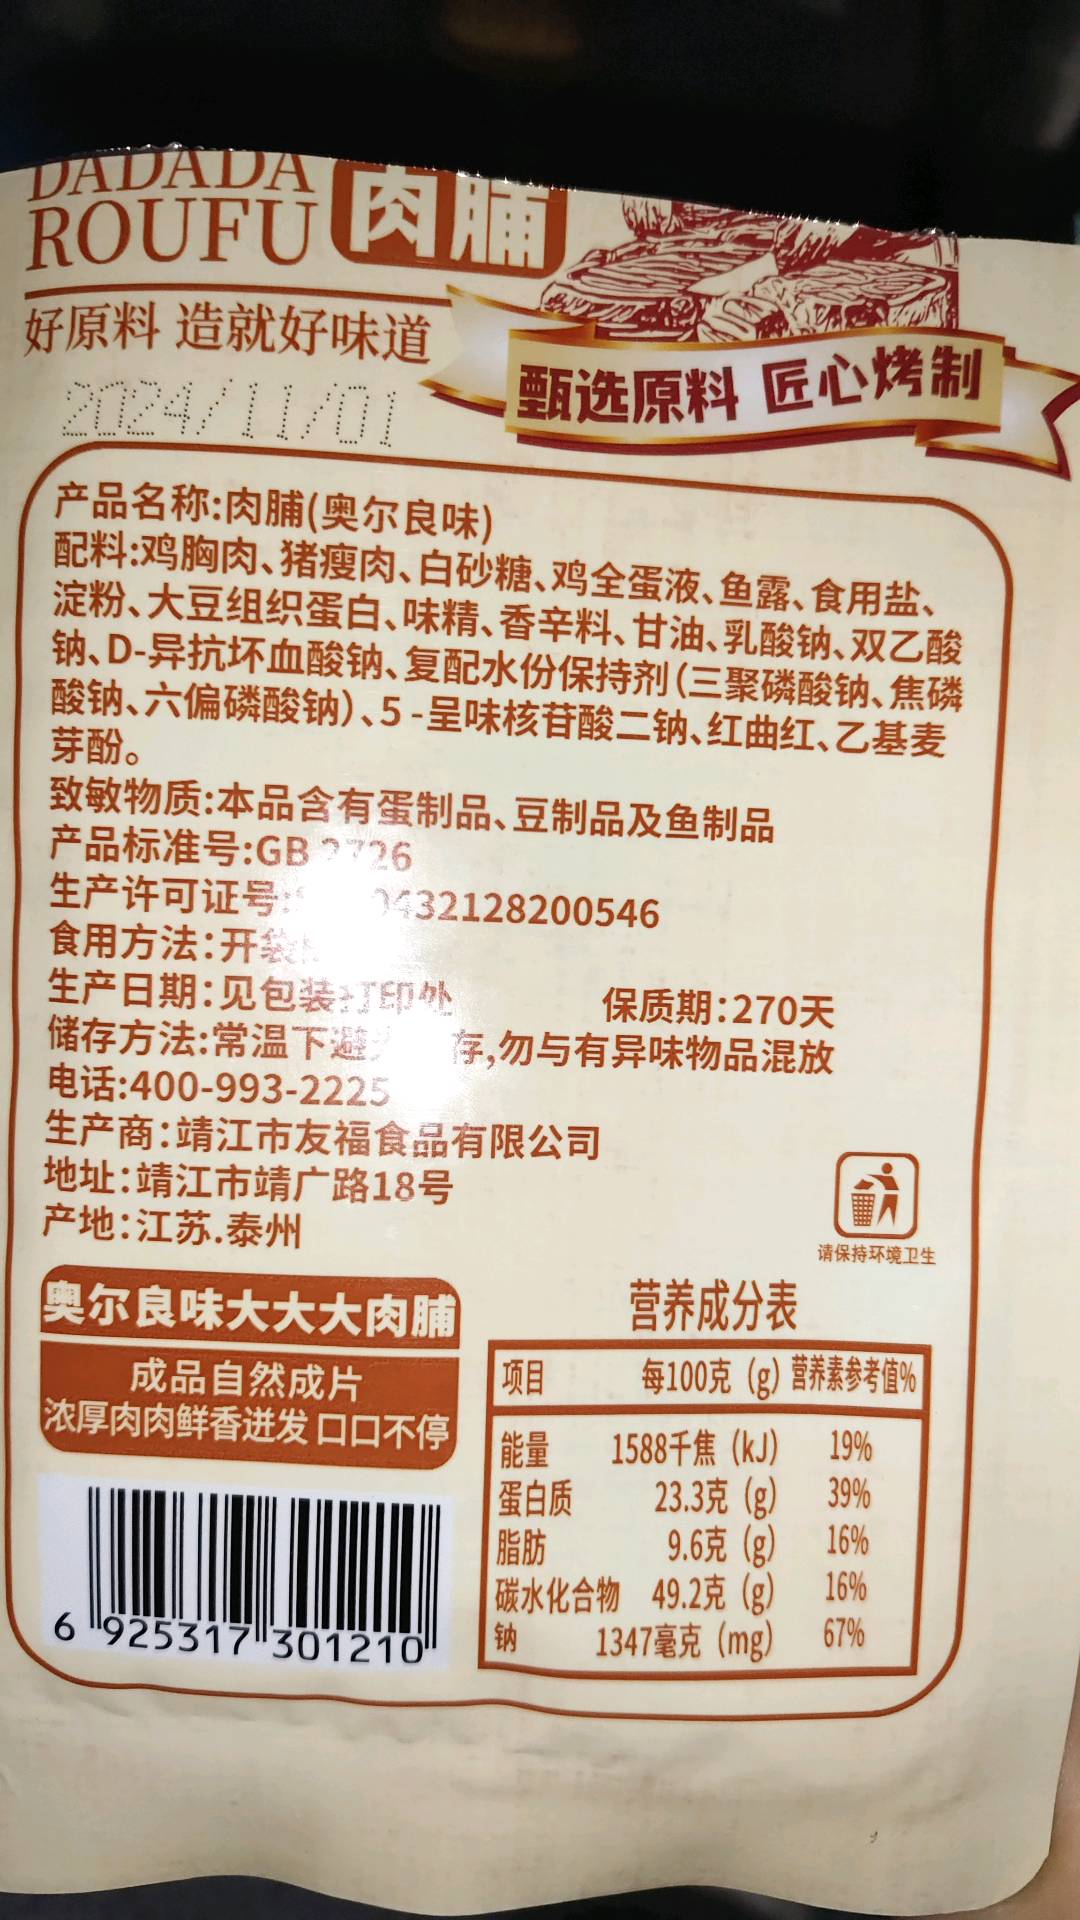 DADADA
ROUFU
肉脯
好原料 造就好味道
甄选原料 匠心烤制
2024/11/01
产品名称:肉脯(奥尔良味)
配料:鸡胸肉、猪瘦肉、白砂糖、鸡全蛋液、鱼露、食用盐、
淀粉、大豆组织蛋白、味精、香辛料、甘油、乳酸钠、双乙酸
钠、D-异抗坏血酸钠、复配水份保持剂(三聚磷酸钠、焦磷
酸钠、六偏磷酸钠)、5-呈味核苷酸二钠、红曲红、乙基麦
芽酚。
致敏物质:本品含有蛋制品、豆制品及鱼制品
产品标准号:GB 2726
生产许可证号: 0432128200546
食用方法:开袋
生产日期:见包装打印处 保质期:270天
储存方法:常温下避 存,勿与有异味物品混放
电话:400-993-2225
生产商:靖江市友福食品有限公司
地址:靖江市靖广路18号
产地:江苏.泰州
请保持环境卫生
奥尔良味大大大肉脯
成品自然成片
浓厚肉肉鲜香迸发 口口不停
6 925317 301210
营养成分表
项目 每100克 (g) 营养素参考值%
能量 1588千焦 (kJ) 19%
蛋白质 23.3克 (g) 39%
脂肪 9.6克 (g) 16%
碳水化合物 49.2克 (g) 16%
钠 1347毫克 (mg) 67%